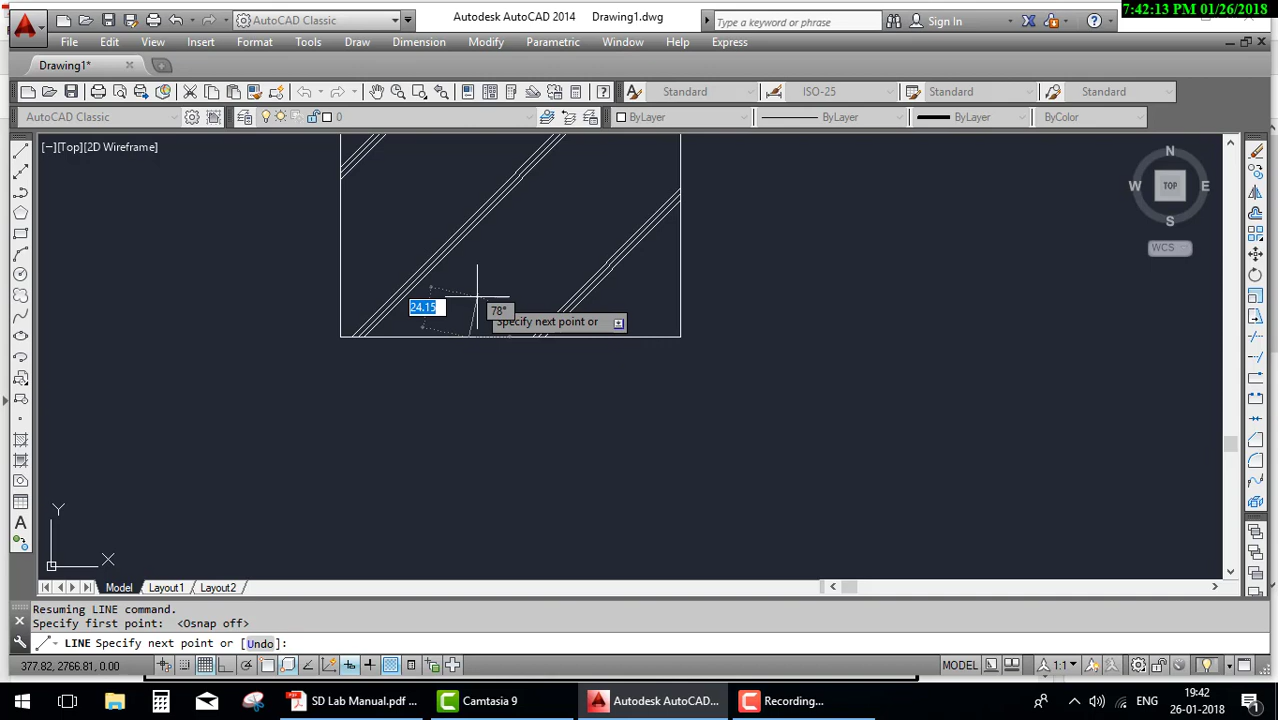 7:42:13 PM 01/26/2018
AutoCAD Classic Autodesk AutoCAD 2014 Drawing1.dwg Type a keyword or phrase Sign In
File Edit View Insert Format Tools Draw Dimension Modify Parametric Window Help Express
Drawing1*
Standard ISO-25 Standard Standard
AutoCAD Classic 0 ByLayer ByLayer ByLayer ByColor
[−][Top][2D Wireframe]
N
W TOP E
S
WCS
24.15 78°
Specify next point or
Y
X
Model Layout1 Layout2
Resuming LINE command.
Specify first point: <Osnap off>
LINE Specify next point or [Undo]:
377.82, 2766.81, 0.00 MODEL 1:1
SD Lab Manual.pdf ... Camtasia 9 Autodesk AutoCAD... Recording... ENG 19:42
26-01-2018